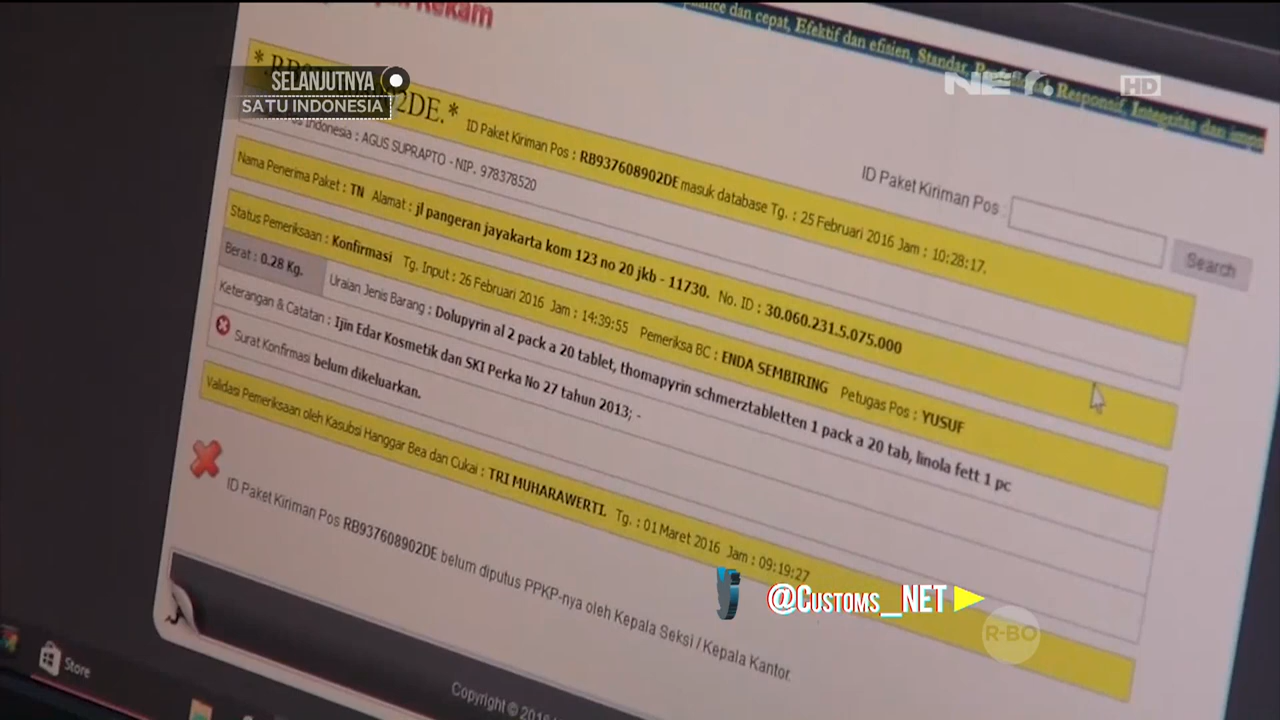 Rekam
dan cepat, Efektif dan efisien, Standar, Responsif, Integritas dan
SELANJUTNYA
SATU INDONESIA
NET.
HD
2DE.* ID Paket Kiriman Pos : RB937608902DE masuk database Tg. : 25 Februari 2016 Jam : 10:28:17.
ID Paket Kiriman Pos
Search
Indonesia : AGUS SUPRAPTO - NIP. 978378520
Nama Penerima Paket : TN Alamat : jl pangeran jayakarta kom 123 no 20 jkb - 11730. No. ID : 30.060.231.5.075.000
Status Pemeriksaan : Konfirmasi Tg. Input : 26 Februari 2016 Jam : 14:39:55 Pemeriksa BC : ENDA SEMBIRING Petugas Pos : YUSUF
Berat : 0.28 Kg. Uraian Jenis Barang : Dolupyrin al 2 pack a 20 tablet, thomapyrin schmerztabletten 1 pack a 20 tab, linola fett 1 pc
Keterangan & Catatan : Ijin Edar Kosmetik dan SKI Perka No 27 tahun 2013; -
Surat Konfirmasi belum dikeluarkan.
Validasi Pemeriksaan oleh Kasubsi Hanggar Bea dan Cukai : TRI MUHARAWERTI. Tg. : 01 Maret 2016 Jam : 09:19:27
ID Paket Kiriman Pos RB937608902DE belum diputus PPKP-nya oleh Kepala Seksi / Kepala Kantor.
@CUSTOMS_NET
R-BO
Store
Copyright © 2016